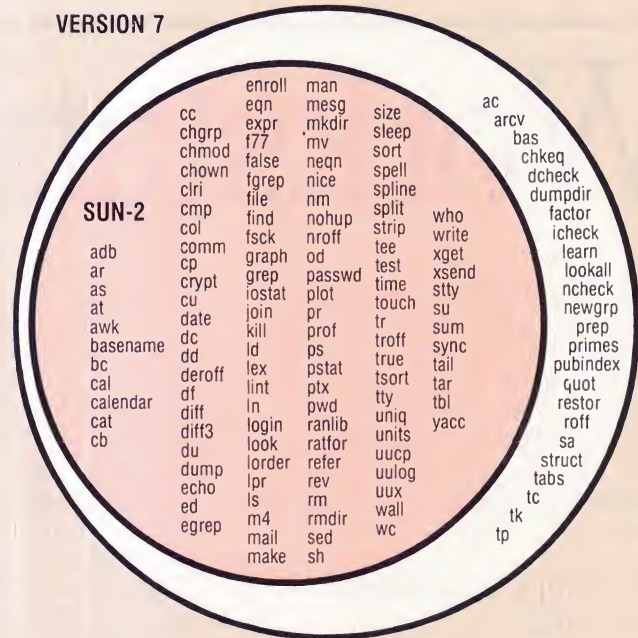 VERSION 7
SUN-2
adb
ar
as
at
awk
basename
bc
cal
calendar
cat
cb
cc
chgrp
chmod
chown
clri
cmp
col
comm
cp
crypt
cu
date
dc
dd
deroff
df
diff
diff3
du
dump
echo
ed
egrep
enroll
eqn
expr
f77
false
fgrep
file
find
fsck
graph
grep
iostat
join
kill
ld
lex
lint
ln
login
look
lorder
lpr
ls
m4
mail
make
man
mesg
mkdir
mv
neqn
nice
nm
nohup
nroff
od
passwd
plot
pr
prof
ps
pstat
ptx
pwd
ranlib
ratfor
refer
rev
rm
rmdir
sed
sh
size
sleep
sort
spell
spline
split
strip
tee
test
time
touch
tr
troff
true
tsort
tty
uniq
units
uucp
uulog
uux
wall
wc
who
write
xget
xsend
stty
su
sum
sync
tail
tar
tbl
yacc
ac
arcv
bas
chkeq
dcheck
dumpdir
factor
icheck
learn
lookall
ncheck
newgrp
prep
primes
pubindex
quot
restor
roff
sa
struct
tabs
tc
tk
tp